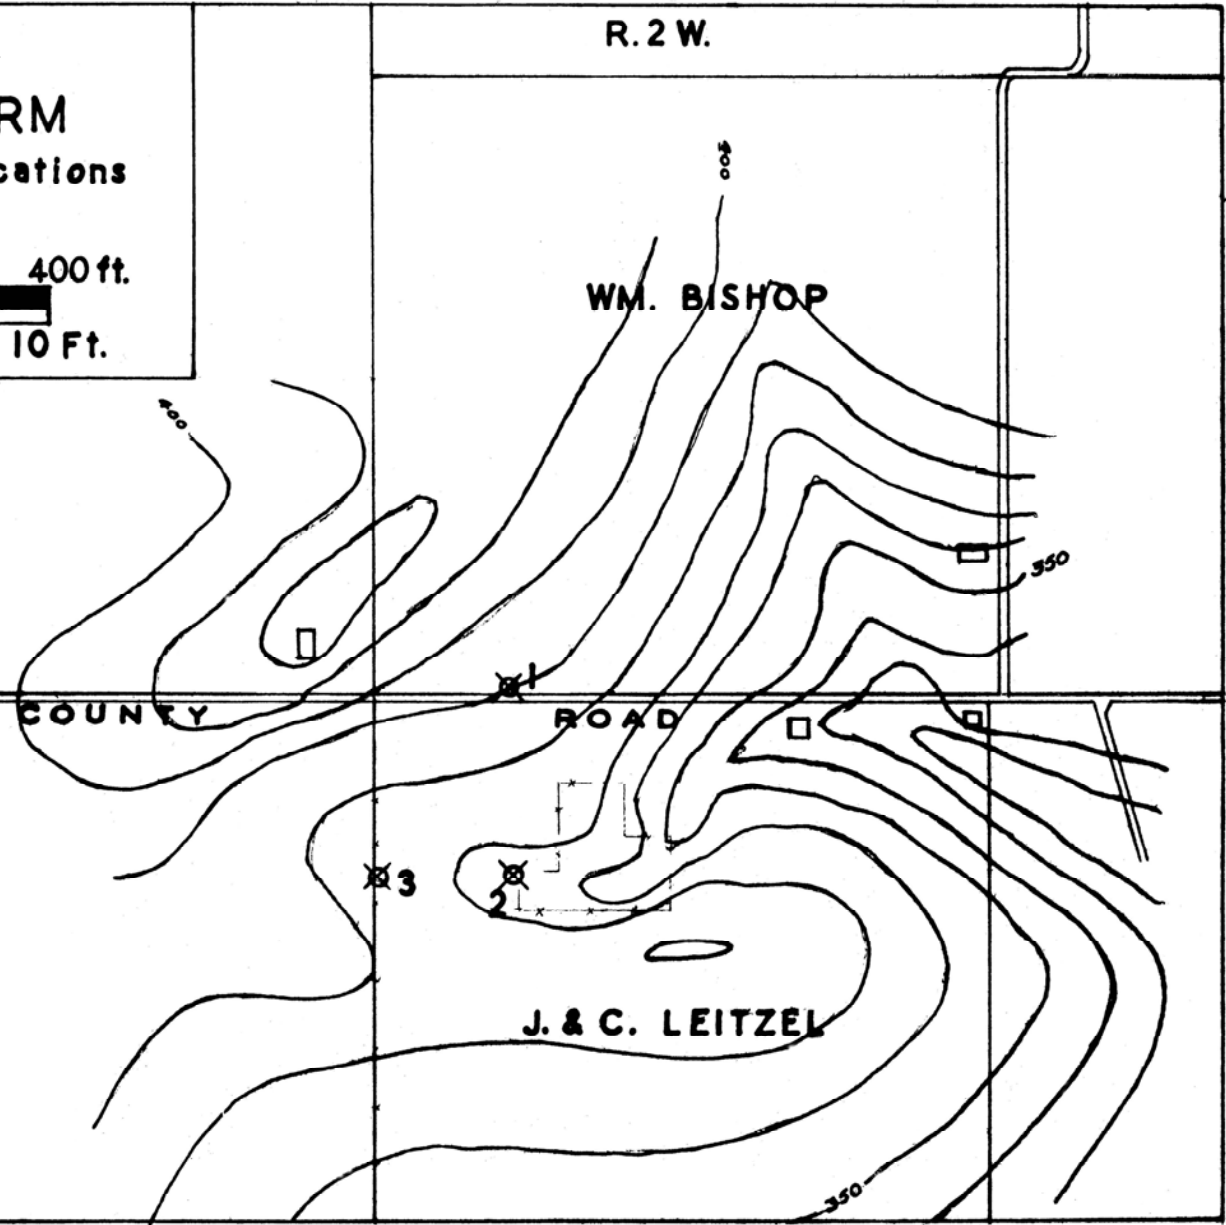 R. 2 W.
RM
cations
400 ft.
10 Ft.
400
WM. BISHOP
400
350
1
COUNTY ROAD
3
2
J. & C. LEITZEL
350